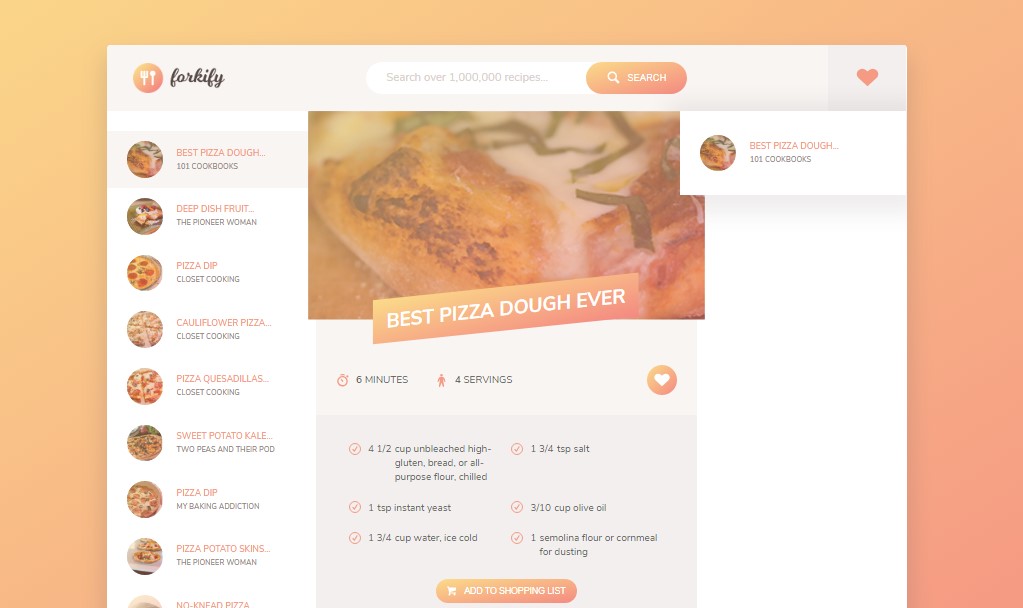 forkify
Search over 1,000,000 recipes...
SEARCH
BEST PIZZA DOUGH...
101 COOKBOOKS
DEEP DISH FRUIT...
THE PIONEER WOMAN
PIZZA DIP
CLOSET COOKING
CAULIFLOWER PIZZA...
CLOSET COOKING
PIZZA QUESADILLAS...
CLOSET COOKING
SWEET POTATO KALE...
TWO PEAS AND THEIR POD
PIZZA DIP
MY BAKING ADDICTION
PIZZA POTATO SKINS...
THE PIONEER WOMAN
NO-KNEAD PIZZA
BEST PIZZA DOUGH...
101 COOKBOOKS
BEST PIZZA DOUGH EVER
6 MINUTES
4 SERVINGS
4 1/2 cup unbleached high-
gluten, bread, or all-
purpose flour, chilled
1 3/4 tsp salt
1 tsp instant yeast
3/10 cup olive oil
1 3/4 cup water, ice cold
1 semolina flour or cornmeal
for dusting
ADD TO SHOPPING LIST